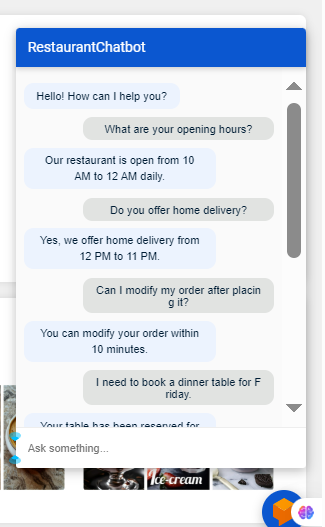 RestaurantChatbot
Hello! How can I help you?
What are your opening hours?
Our restaurant is open from 10
AM to 12 AM daily.
Do you offer home delivery?
Yes, we offer home delivery from
12 PM to 11 PM.
Can I modify my order after placin
g it?
You can modify your order within
10 minutes.
I need to book a dinner table for F
riday.
Your table has been reserved for
Ask something...
Ice-cream